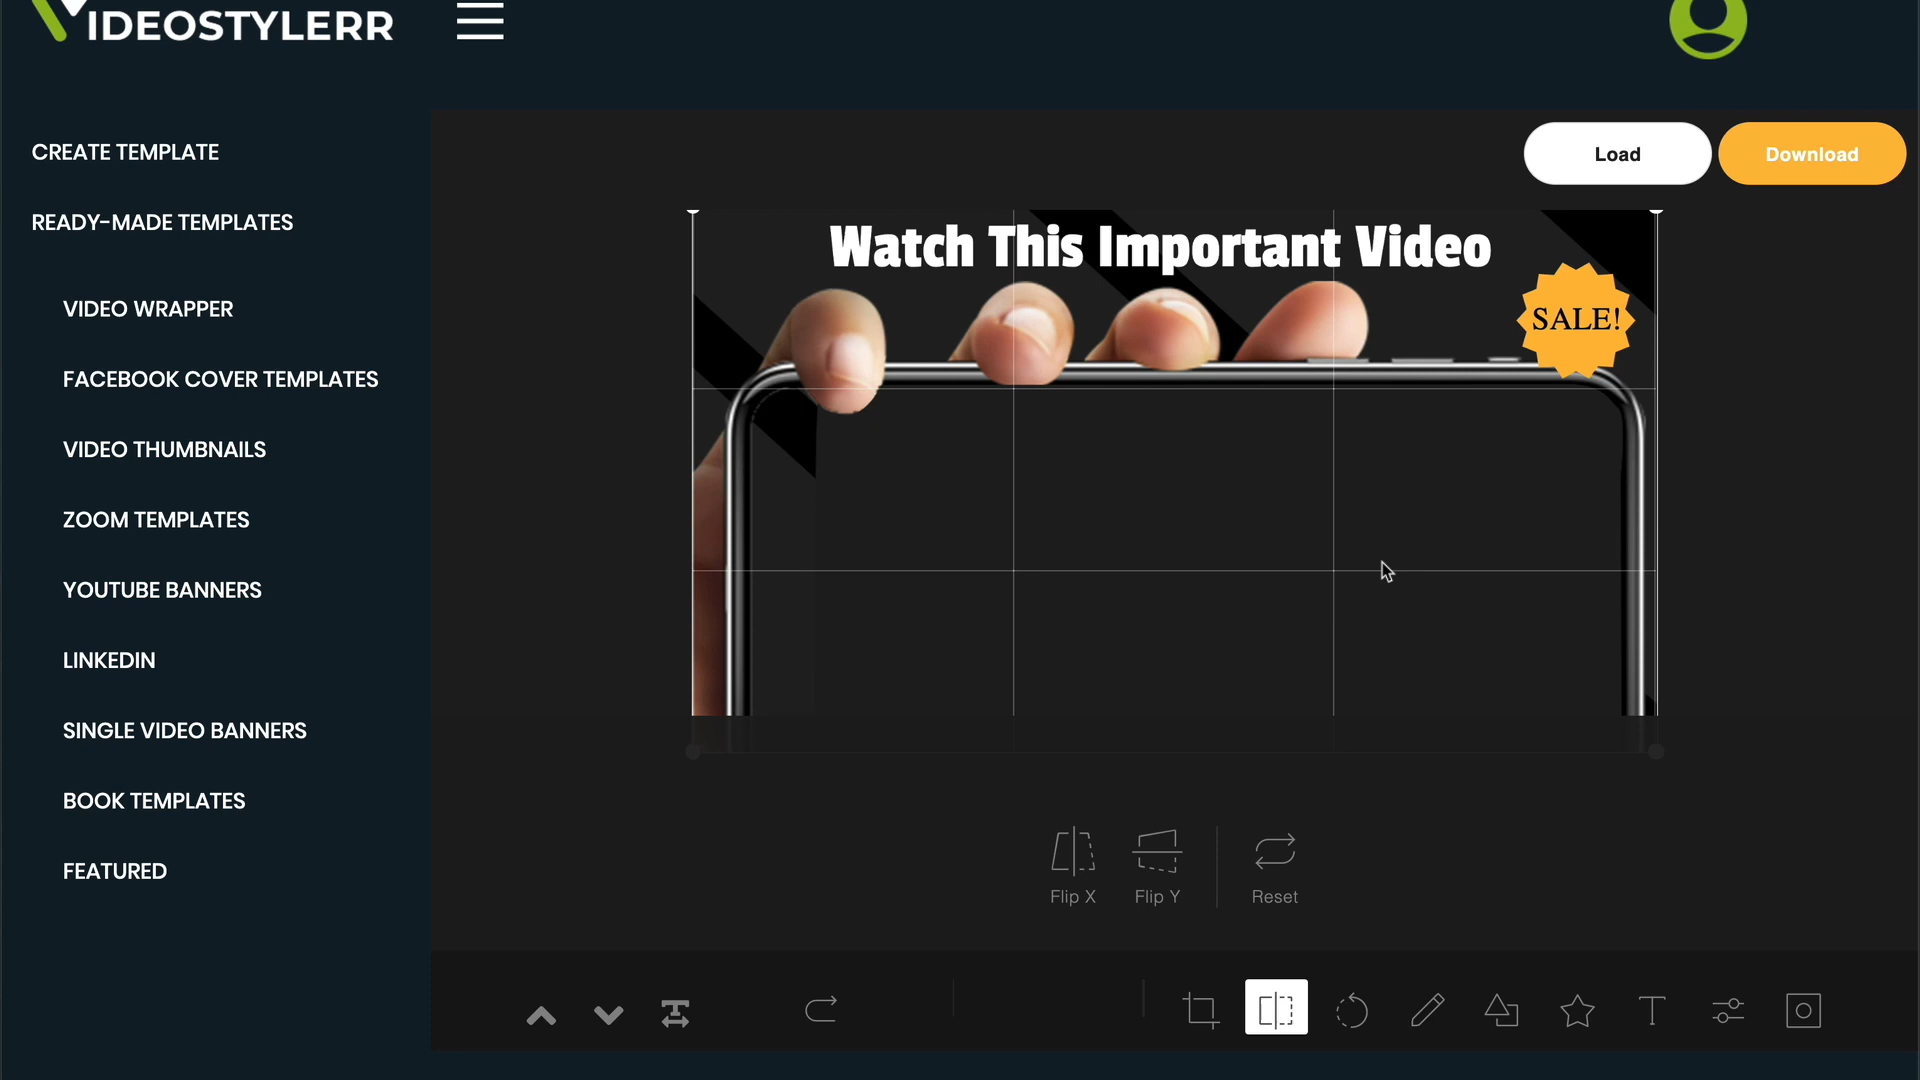 VIDEOSTYLERR
CREATE TEMPLATE
READY-MADE TEMPLATES
VIDEO WRAPPER
FACEBOOK COVER TEMPLATES
VIDEO THUMBNAILS
ZOOM TEMPLATES
YOUTUBE BANNERS
LINKEDIN
SINGLE VIDEO BANNERS
BOOK TEMPLATES
FEATURED
Load
Download
Watch This Important Video
SALE!
Flip X
Flip Y
Reset